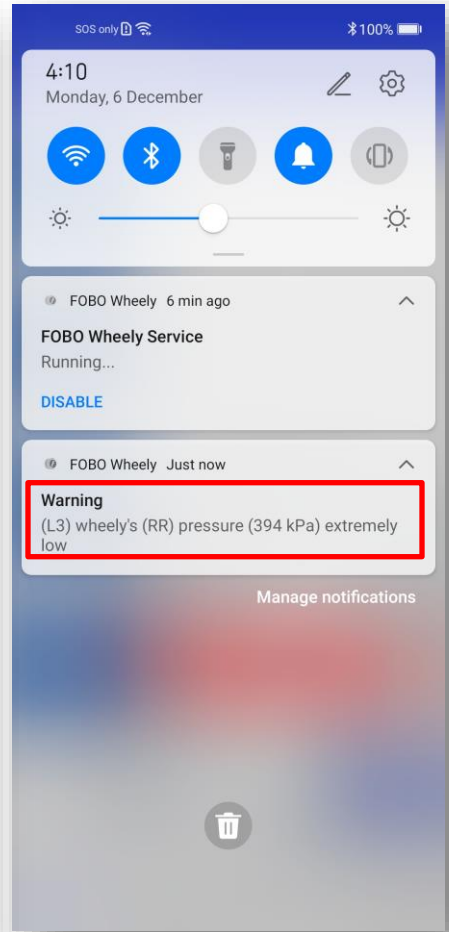 SOS only 100%
4:10
Monday, 6 December
FOBO Wheely 6 min ago
FOBO Wheely Service
Running...
DISABLE
FOBO Wheely Just now
Warning
(L3) wheely's (RR) pressure (394 kPa) extremely
low
Manage notifications